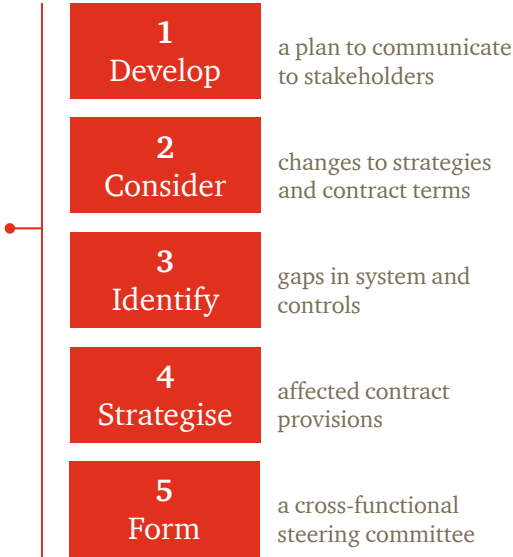 1
Develop
a plan to communicate
to stakeholders
2
Consider
changes to strategies
and contract terms
3
Identify
gaps in system and
controls
4
Strategise
affected contract
provisions
5
Form
a cross-functional
steering committee